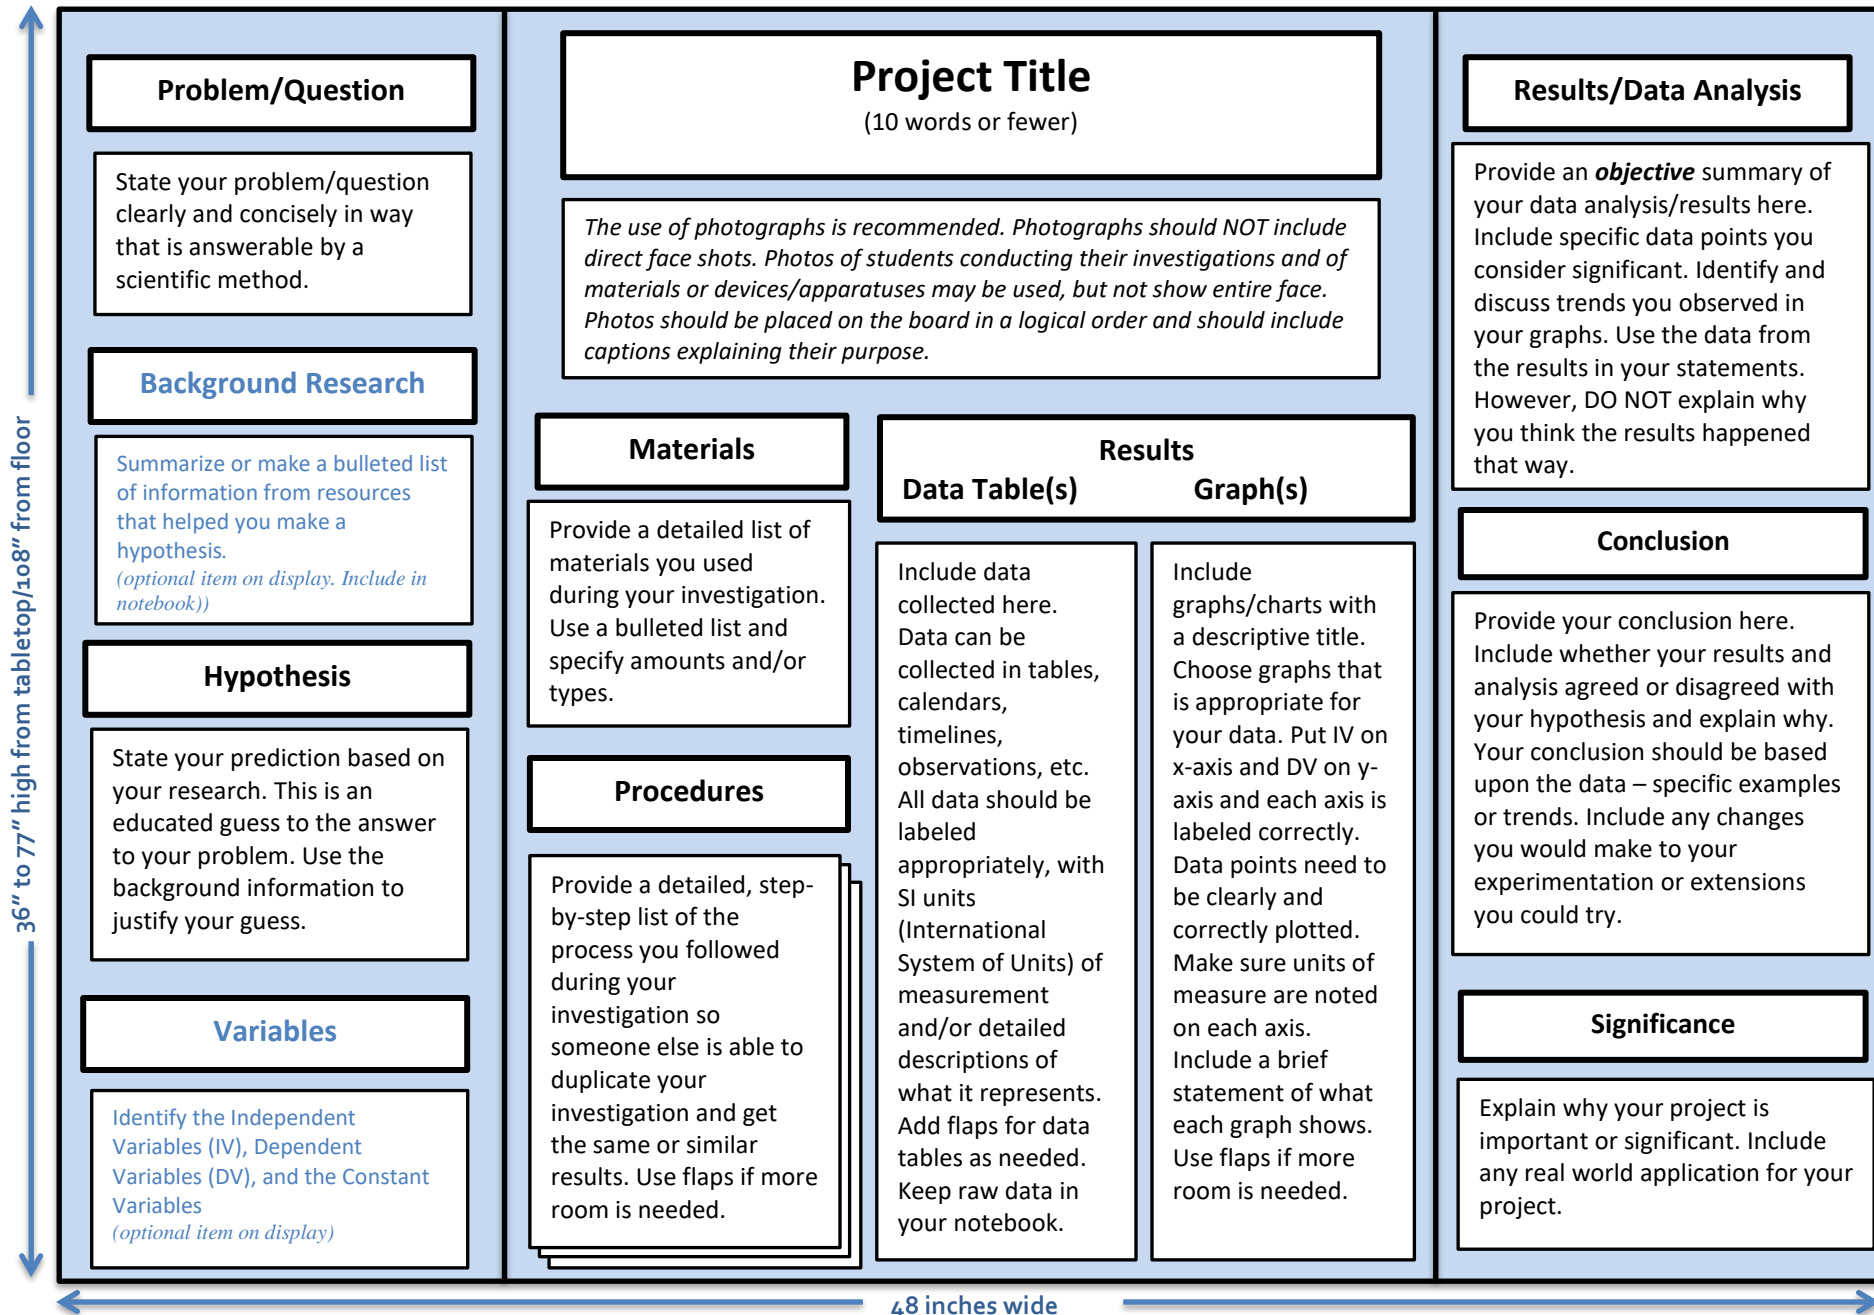 Problem/Question
State your problem/question
clearly and concisely in way
that is answerable by a
scientific method.
Background Research
Summarize or make a bulleted list
of information from resources
that helped you make a
hypothesis.
(optional item on display. Include in
notebook))
Hypothesis
State your prediction based on
your research. This is an
educated guess to the answer
to your problem. Use the
background information to
justify your guess.
Variables
Identify the Independent
Variables (IV), Dependent
Variables (DV), and the Constant
Variables
(optional item on display)
Project Title
(10 words or fewer)
The use of photographs is recommended. Photographs should NOT include
direct face shots. Photos of students conducting their investigations and of
materials or devices/apparatuses may be used, but not show entire face.
Photos should be placed on the board in a logical order and should include
captions explaining their purpose.
Materials
Provide a detailed list of
materials you used
during your investigation.
Use a bulleted list and
specify amounts and/or
types.
Procedures
Provide a detailed, step-
by-step list of the
process you followed
during your
investigation so
someone else is able to
duplicate your
investigation and get
the same or similar
results. Use flaps if more
room is needed.
Results
Data Table(s) Graph(s)
Include data
collected here.
Data can be
collected in tables,
calendars,
timelines,
observations, etc.
All data should be
labeled
appropriately, with
SI units
(International
System of Units) of
measurement
and/or detailed
descriptions of
what it represents.
Add flaps for data
tables as needed.
Keep raw data in
your notebook.
Include
graphs/charts with
a descriptive title.
Choose graphs that
is appropriate for
your data. Put IV on
x-axis and DV on y-
axis and each axis is
labeled correctly.
Data points need to
be clearly and
correctly plotted.
Make sure units of
measure are noted
on each axis.
Include a brief
statement of what
each graph shows.
Use flaps if more
room is needed.
Results/Data Analysis
Provide an objective summary of
your data analysis/results here.
Include specific data points you
consider significant. Identify and
discuss trends you observed in
your graphs. Use the data from
the results in your statements.
However, DO NOT explain why
you think the results happened
that way.
Conclusion
Provide your conclusion here.
Include whether your results and
analysis agreed or disagreed with
your hypothesis and explain why.
Your conclusion should be based
upon the data – specific examples
or trends. Include any changes
you would make to your
experimentation or extensions
you could try.
Significance
Explain why your project is
important or significant. Include
any real world application for your
project.
36" to 77" high from tabletop/108" from floor
48 inches wide